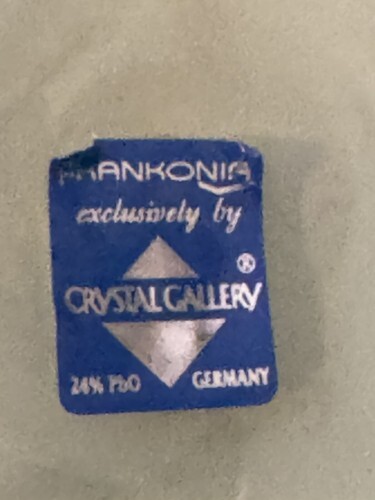 FRANKONIA
exclusively by
®
CRYSTAL GALLERY
24% PbO GERMANY